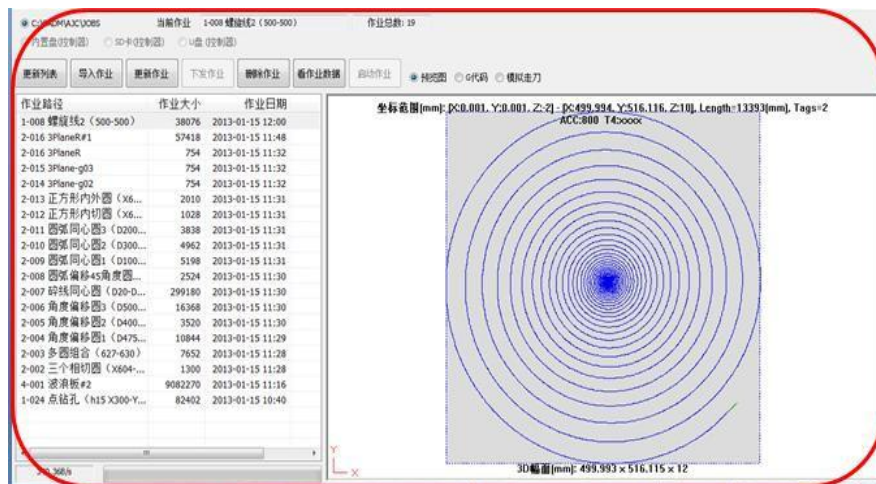 C:\ADM\AJC\JOBS 当前作业 1-008 螺旋线2（500-500） 作业总数: 19
内置盘(控制器) SD卡(控制器) U盘(控制器)
更新列表 导入作业 更新作业 下发作业 删除作业 看作业数据 启动作业 预览图 G代码 模拟走刀
作业路径 作业大小 作业日期
1-008 螺旋线2（500-500） 38076 2013-01-15 12:00
2-016 3PlaneR#1 57418 2013-01-15 11:48
2-016 3PlaneR 754 2013-01-15 11:32
2-015 3Plane-g03 754 2013-01-15 11:32
2-014 3Plane-g02 754 2013-01-15 11:32
2-013 正方形内外圆（X6... 2010 2013-01-15 11:31
2-012 正方形内切圆（X6... 1028 2013-01-15 11:31
2-011 圆弧同心圆3（D200... 3838 2013-01-15 11:31
2-010 圆弧同心圆2（D300... 4962 2013-01-15 11:31
2-009 圆弧同心圆1（D100... 5198 2013-01-15 11:31
2-008 圆弧偏移45角度圆... 2524 2013-01-15 11:30
2-007 碎线同心圆（D20-D... 299180 2013-01-15 11:30
2-006 角度偏移圆3（D500... 16368 2013-01-15 11:30
2-005 角度偏移圆2（D400... 3520 2013-01-15 11:30
2-004 角度偏移圆1（D475... 10844 2013-01-15 11:29
2-003 多圆组合（627-630） 7652 2013-01-15 11:28
2-002 三个相切圆（X604-... 1300 2013-01-15 11:28
4-001 波浪板#2 9082270 2013-01-15 11:16
1-024 点钻孔（h15 X300-Y... 82402 2013-01-15 10:40
坐标范围[mm]: [X:0.001, Y:0.001, Z:-2] - [X:499.994, Y:516.116, Z:10], Length=13393[mm], Tags=2
ACC:800 T4:xxxx
Y
X
3D幅面[mm]: 499.993 x 516.115 x 12